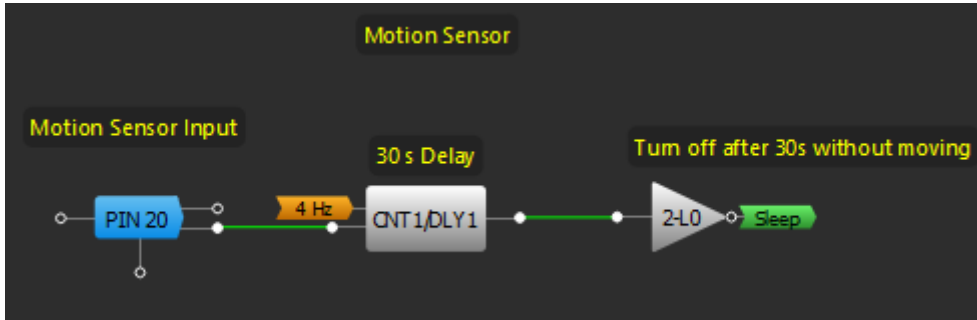 Motion Sensor
Motion Sensor Input
30 s Delay
Turn off after 30s without moving
PIN 20
4 Hz
CNT1/DLY1
2-L0
Sleep